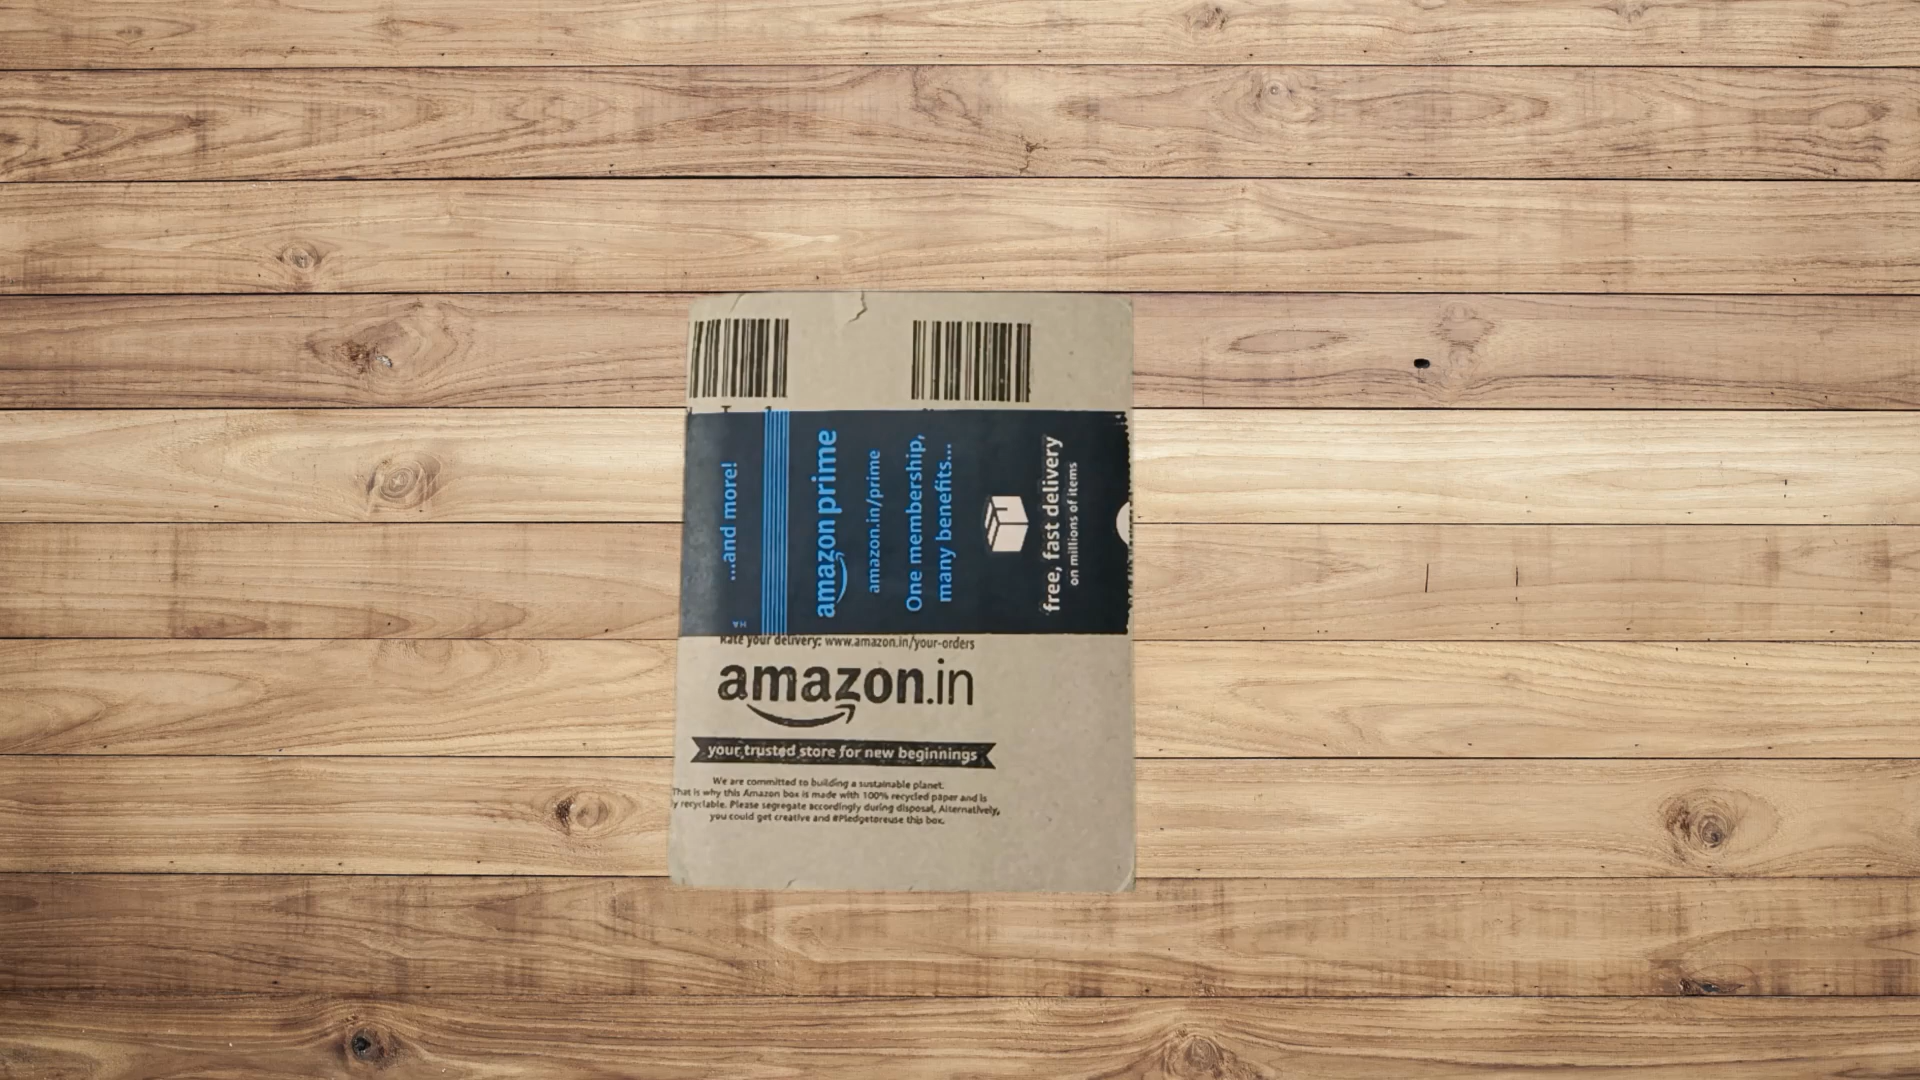 ...and more!
amazon prime
amazon.in/prime
One membership,
many benefits...
free, fast delivery
on millions of items
Rate your delivery: www.amazon.in/your-orders
amazon.in
your trusted store for new beginnings
We are committed to building a sustainable planet.
That is why this Amazon box is made with 100% recycled paper and is
y recyclable. Please segregate accordingly during disposal, Alternatively,
you could get creative and #Pledgetoreuse this box.